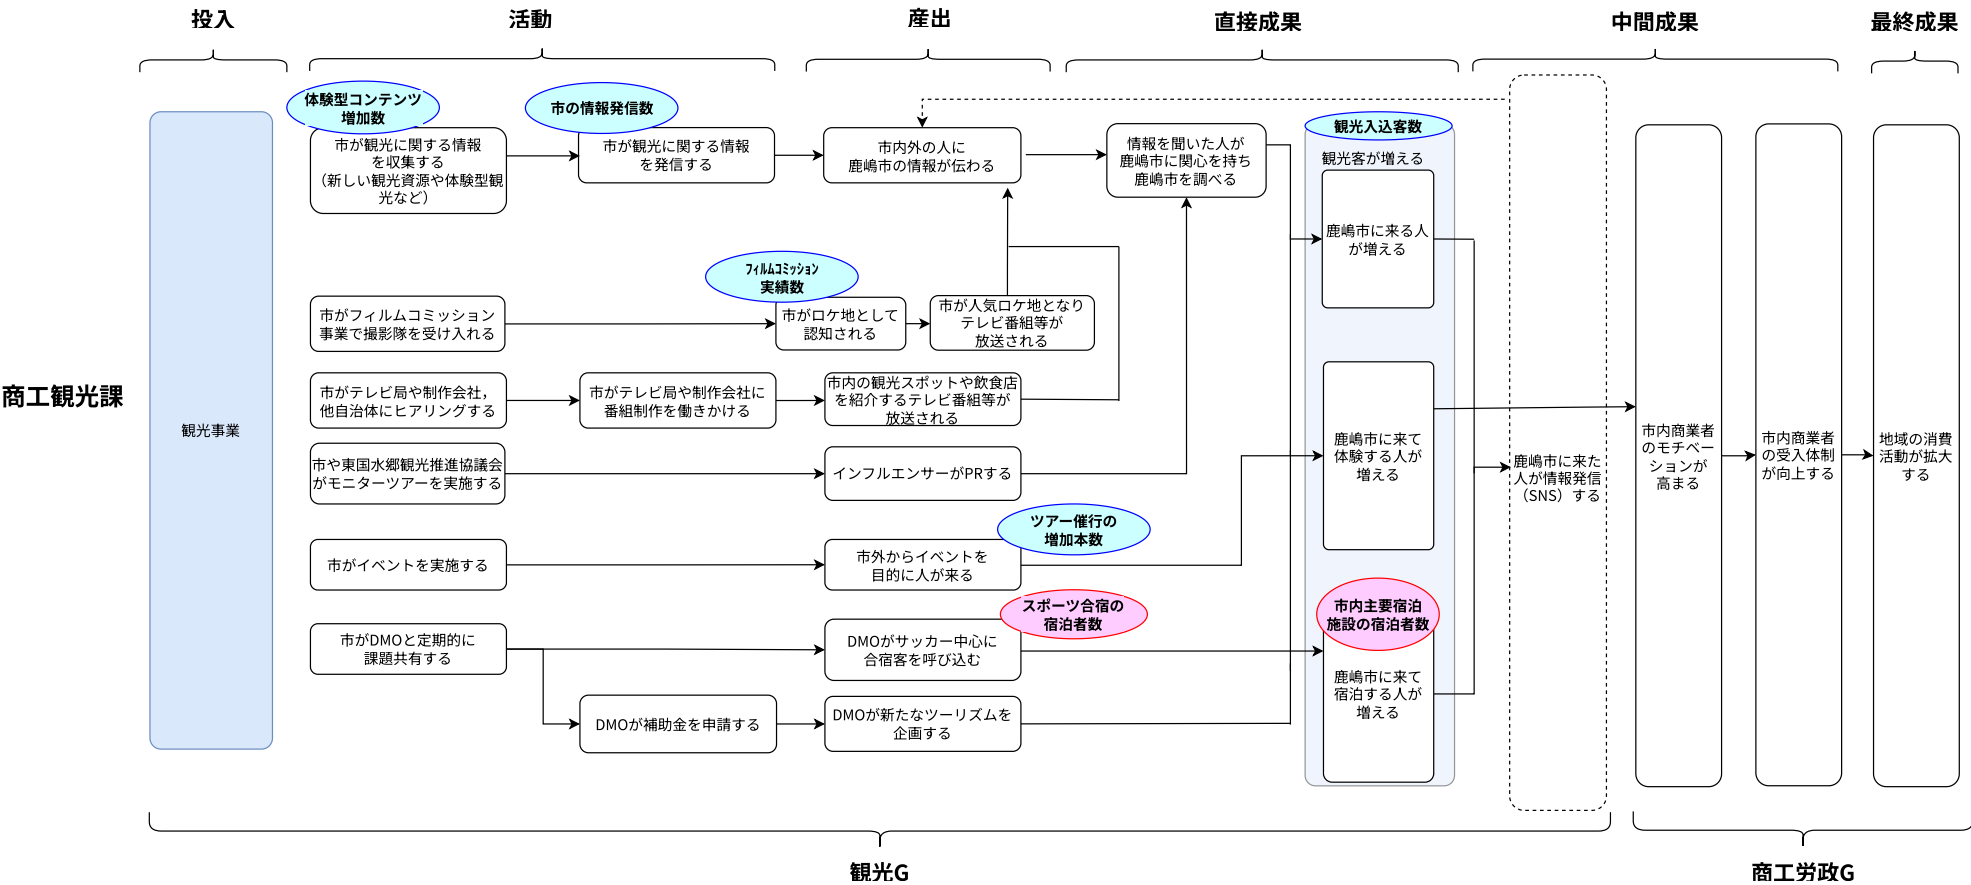 投入
活動
産出
直接成果
中間成果
最終成果
商工観光課
観光事業
体験型コンテンツ
増加数
市が観光に関する情報
を収集する
（新しい観光資源や体験型観
光など）
市の情報発信数
市が観光に関する情報
を発信する
市内外の人に
鹿嶋市の情報が伝わる
情報を聞いた人が
鹿嶋市に関心を持ち
鹿嶋市を調べる
市がフィルムコミッション
事業で撮影隊を受け入れる
ﾌｨﾙﾑｺﾐｯｼｮﾝ
実績数
市がロケ地として
認知される
市が人気ロケ地となり
テレビ番組等が
放送される
市がテレビ局や制作会社，
他自治体にヒアリングする
市がテレビ局や制作会社に
番組制作を働きかける
市内の観光スポットや飲食店
を紹介するテレビ番組等が
放送される
市や東国水郷観光推進協議会
がモニターツアーを実施する
インフルエンサーがPRする
市がイベントを実施する
ツアー催行の
増加本数
市外からイベントを
目的に人が来る
市がDMOと定期的に
課題共有する
スポーツ合宿の
宿泊者数
DMOがサッカー中心に
合宿客を呼び込む
DMOが補助金を申請する
DMOが新たなツーリズムを
企画する
観光入込客数
観光客が増える
鹿嶋市に来る人
が増える
鹿嶋市に来て
体験する人が
増える
市内主要宿泊
施設の宿泊者数
鹿嶋市に来て
宿泊する人が
増える
鹿嶋市に来た
人が情報発信
（SNS）する
市内商業者
のモチベー
ションが
高まる
市内商業者
の受入体制
が向上する
地域の消費
活動が拡大
する
観光G
商工労政G